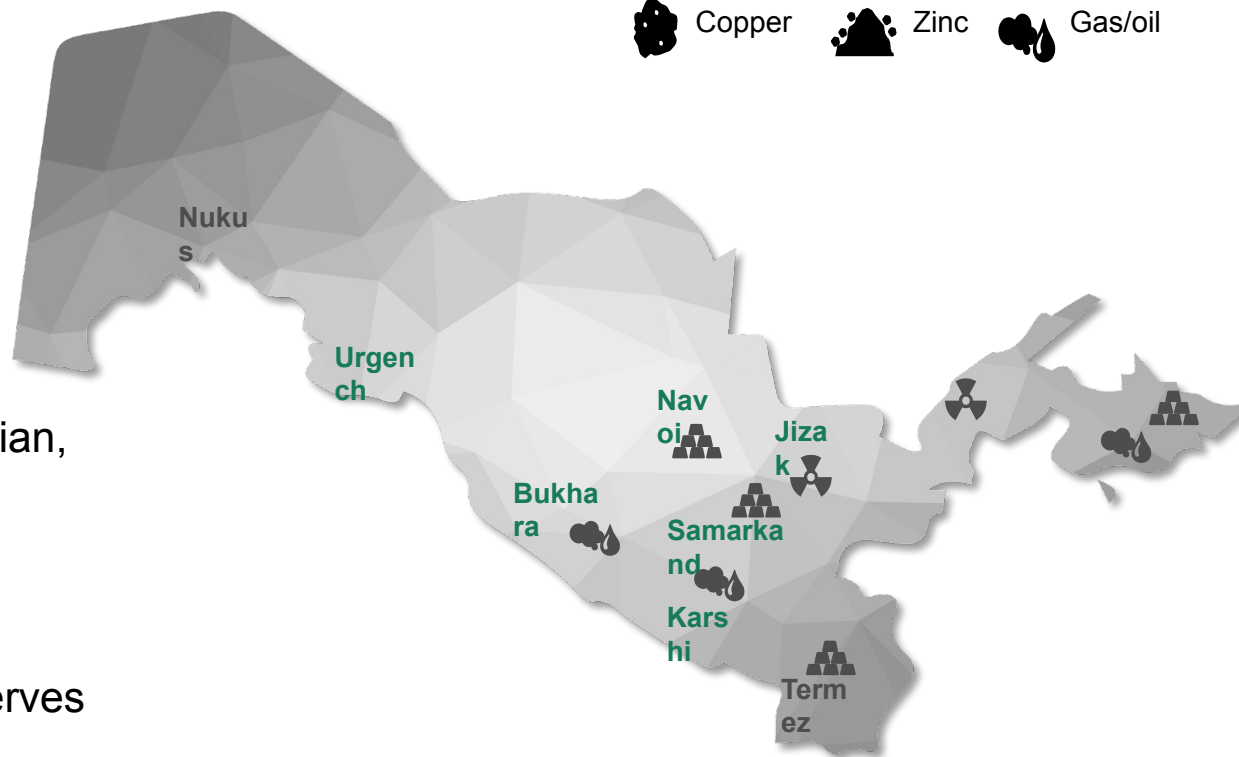 Copper Zinc Gas/oil
Nuku
s
Urgen
ch
Nav
oi
Jiza
k
ian,
Bukha
ra
Samarka
nd
Kars
hi
erves
Term
ez